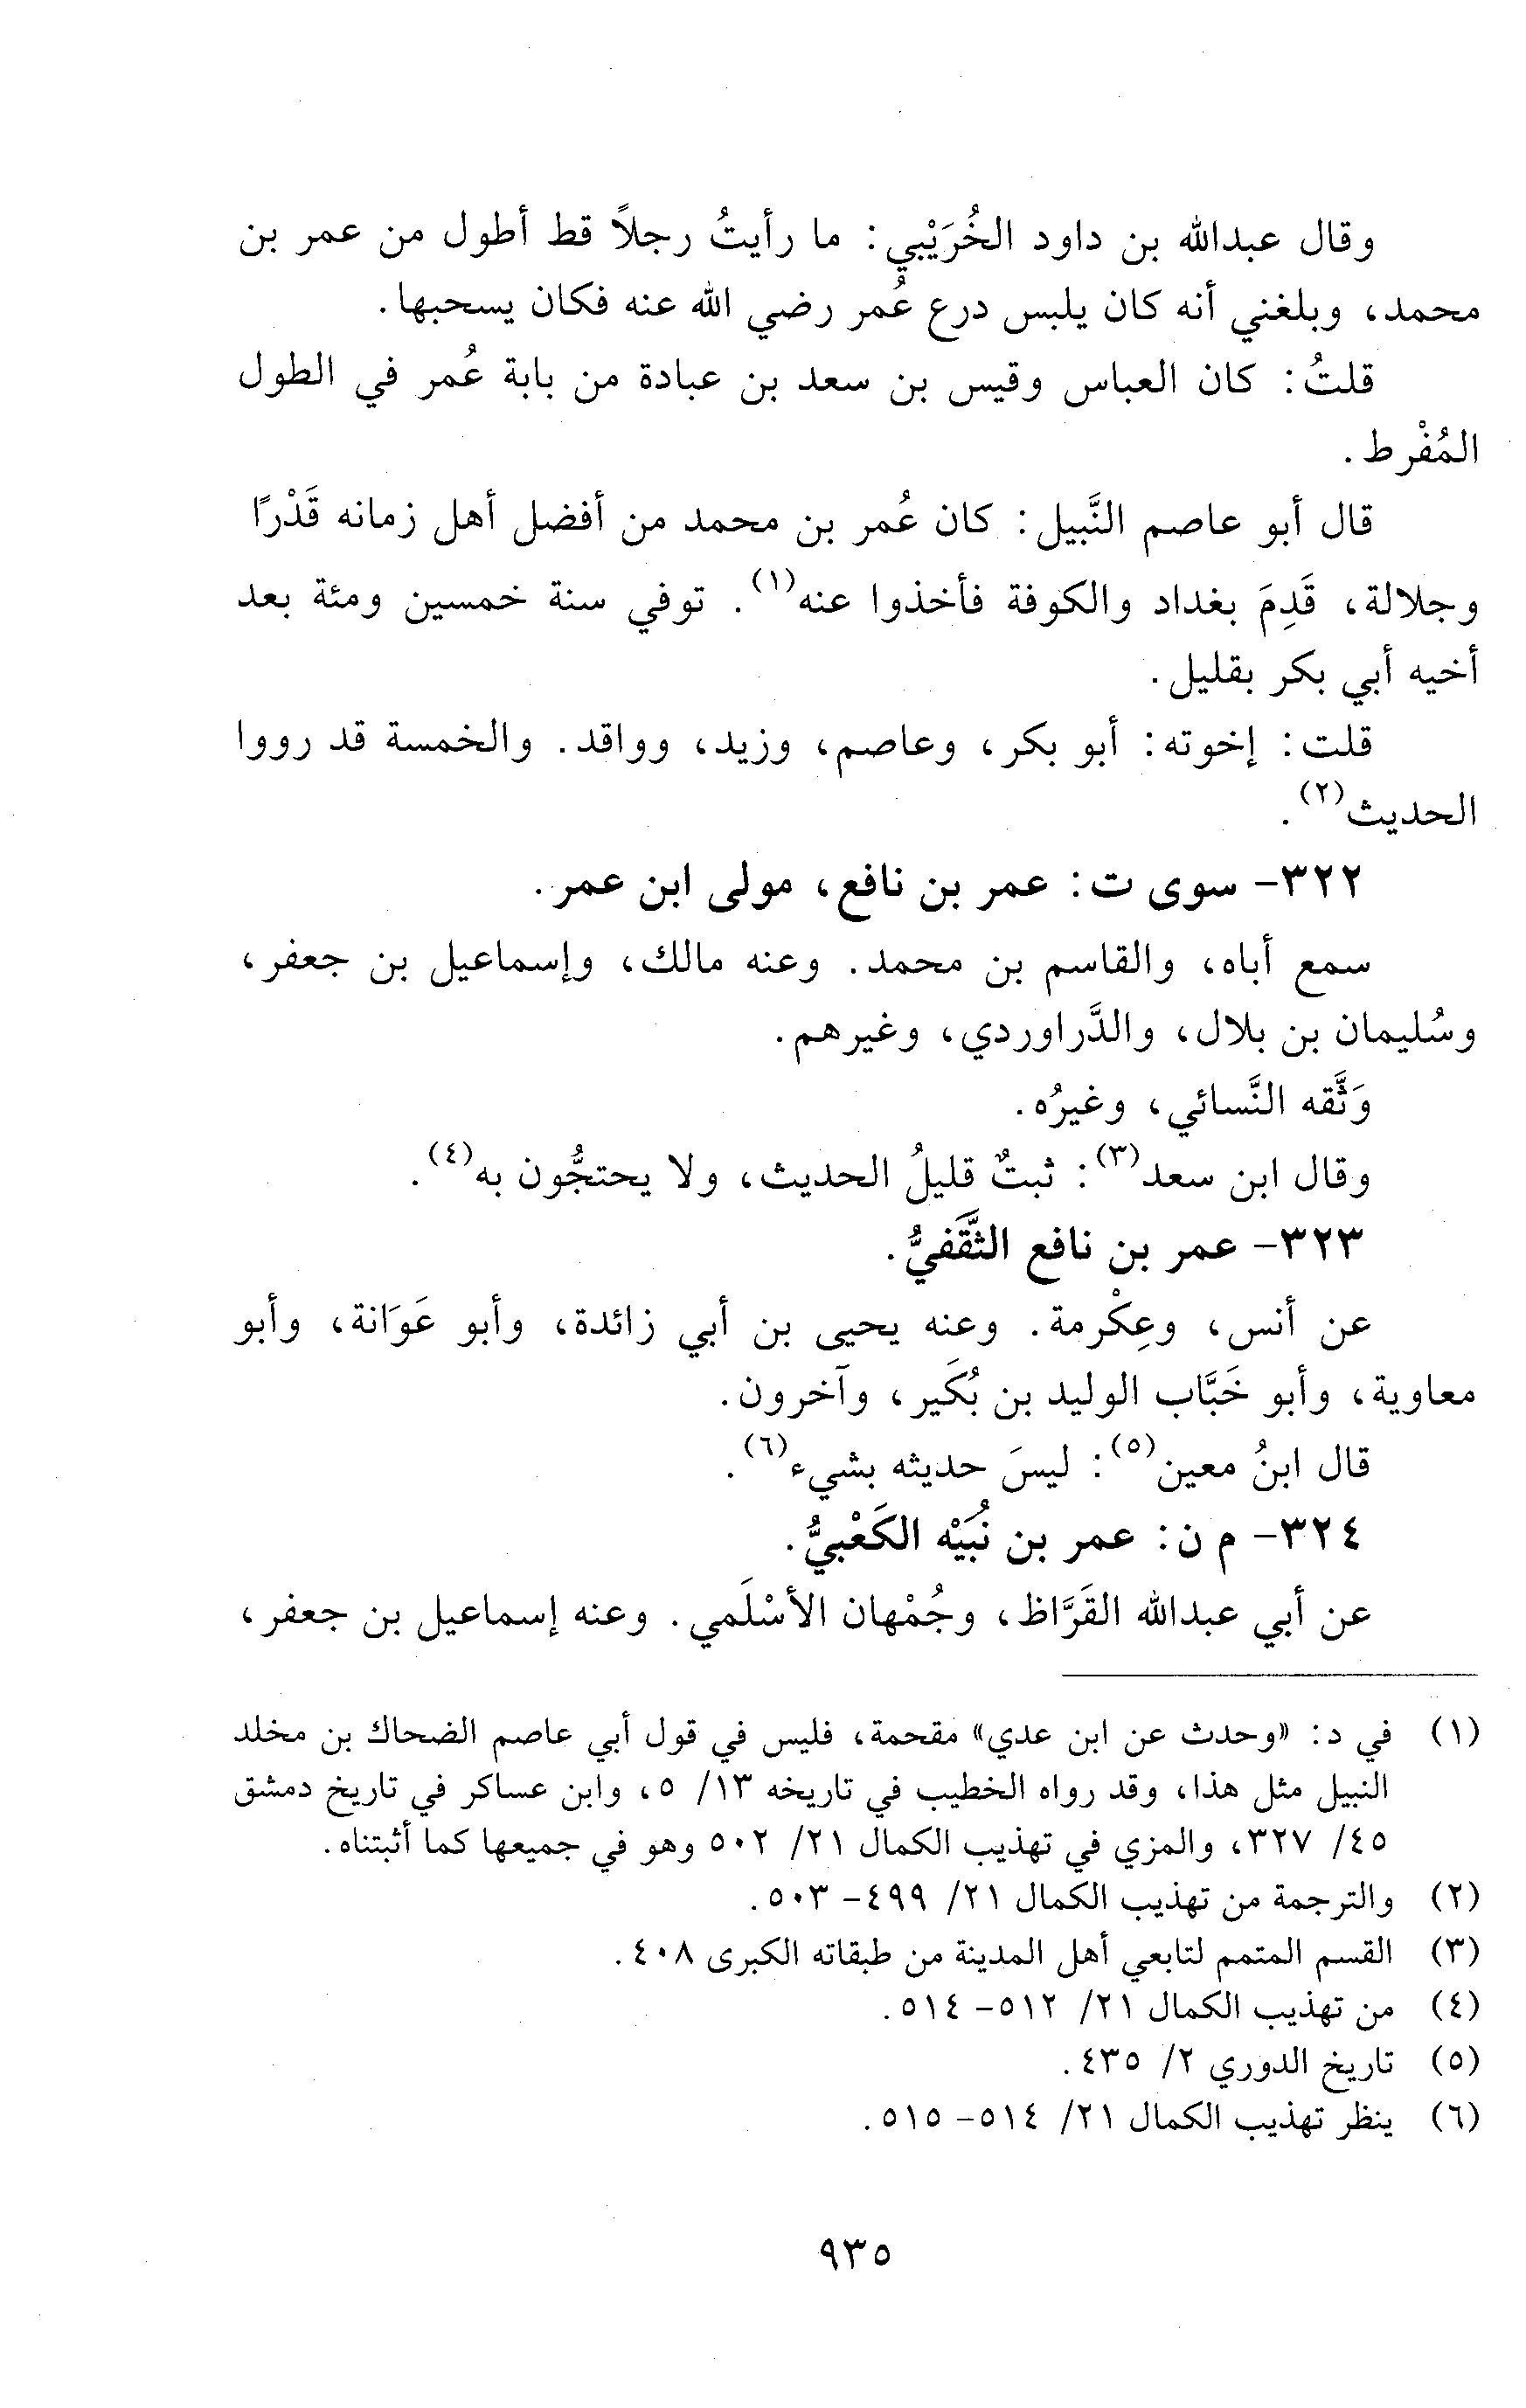 وقال عبدالله بن داود الخُرَيْبي: ما رأيتُ رجلاً قط أطول من عمر بن
محمد، وبلغني أنه كان يلبس درع عُمر رضي الله عنه فكان يسحبها.
قلتُ: كان العباس وقيس بن سعد بن عبادة من بابة عُمر في الطول
المُفْرط.
قال أبو عاصم النَّبيل: كان عُمر بن محمد من أفضل أهل زمانه قَدْرًا
وجلالة، قَدِمَ بغداد والكوفة فأخذوا عنه(١). توفي سنة خمسين ومئة بعد
أخيه أبي بكر بقليل.
قلت: إخوته: أبو بكر، وعاصم، وزيد، وواقد. والخمسة قد رووا
الحديث(٢).
٣٢٢- سوى ت: عمر بن نافع، مولى ابن عمر.
سمع أباه، والقاسم بن محمد. وعنه مالك، وإسماعيل بن جعفر،
وسُليمان بن بلال، والدَّراوردي، وغيرهم.
وَثَّقه النَّسائي، وغيرُه.
وقال ابن سعد(٣): ثبتٌ قليلُ الحديث، ولا يحتجُّون به(٤).
٣٢٣- عمر بن نافع الثَّقَفيُّ.
عن أنس، وعِكْرمة. وعنه يحيى بن أبي زائدة، وأبو عَوَانة، وأبو
معاوية، وأبو خَبَّاب الوليد بن بُكَير، وآخرون.
قال ابنُ معين(٥): ليسَ حديثه بشيء(٦).
٣٢٤- م ن: عمر بن نُبَيْه الكَعْبيُّ.
عن أبي عبدالله القَرَّاظ، وجُمْهان الأسْلَمي. وعنه إسماعيل بن جعفر،
(١) في د: «وحدث عن ابن عدي» مقحمة، فليس في قول أبي عاصم الضحاك بن مخلد
النبيل مثل هذا، وقد رواه الخطيب في تاريخه ١٣/ ٥، وابن عساكر في تاريخ دمشق
٤٥/ ٣٢٧، والمزي في تهذيب الكمال ٢١/ ٥٠٢ وهو في جميعها كما أثبتناه.
(٢) والترجمة من تهذيب الكمال ٢١/ ٤٩٩- ٥٠٣.
(٣) القسم المتمم لتابعي أهل المدينة من طبقاته الكبرى ٤٠٨.
(٤) من تهذيب الكمال ٢١/ ٥١٢- ٥١٤.
(٥) تاريخ الدوري ٢/ ٤٣٥.
(٦) ينظر تهذيب الكمال ٢١/ ٥١٤- ٥١٥.
٩٣٥